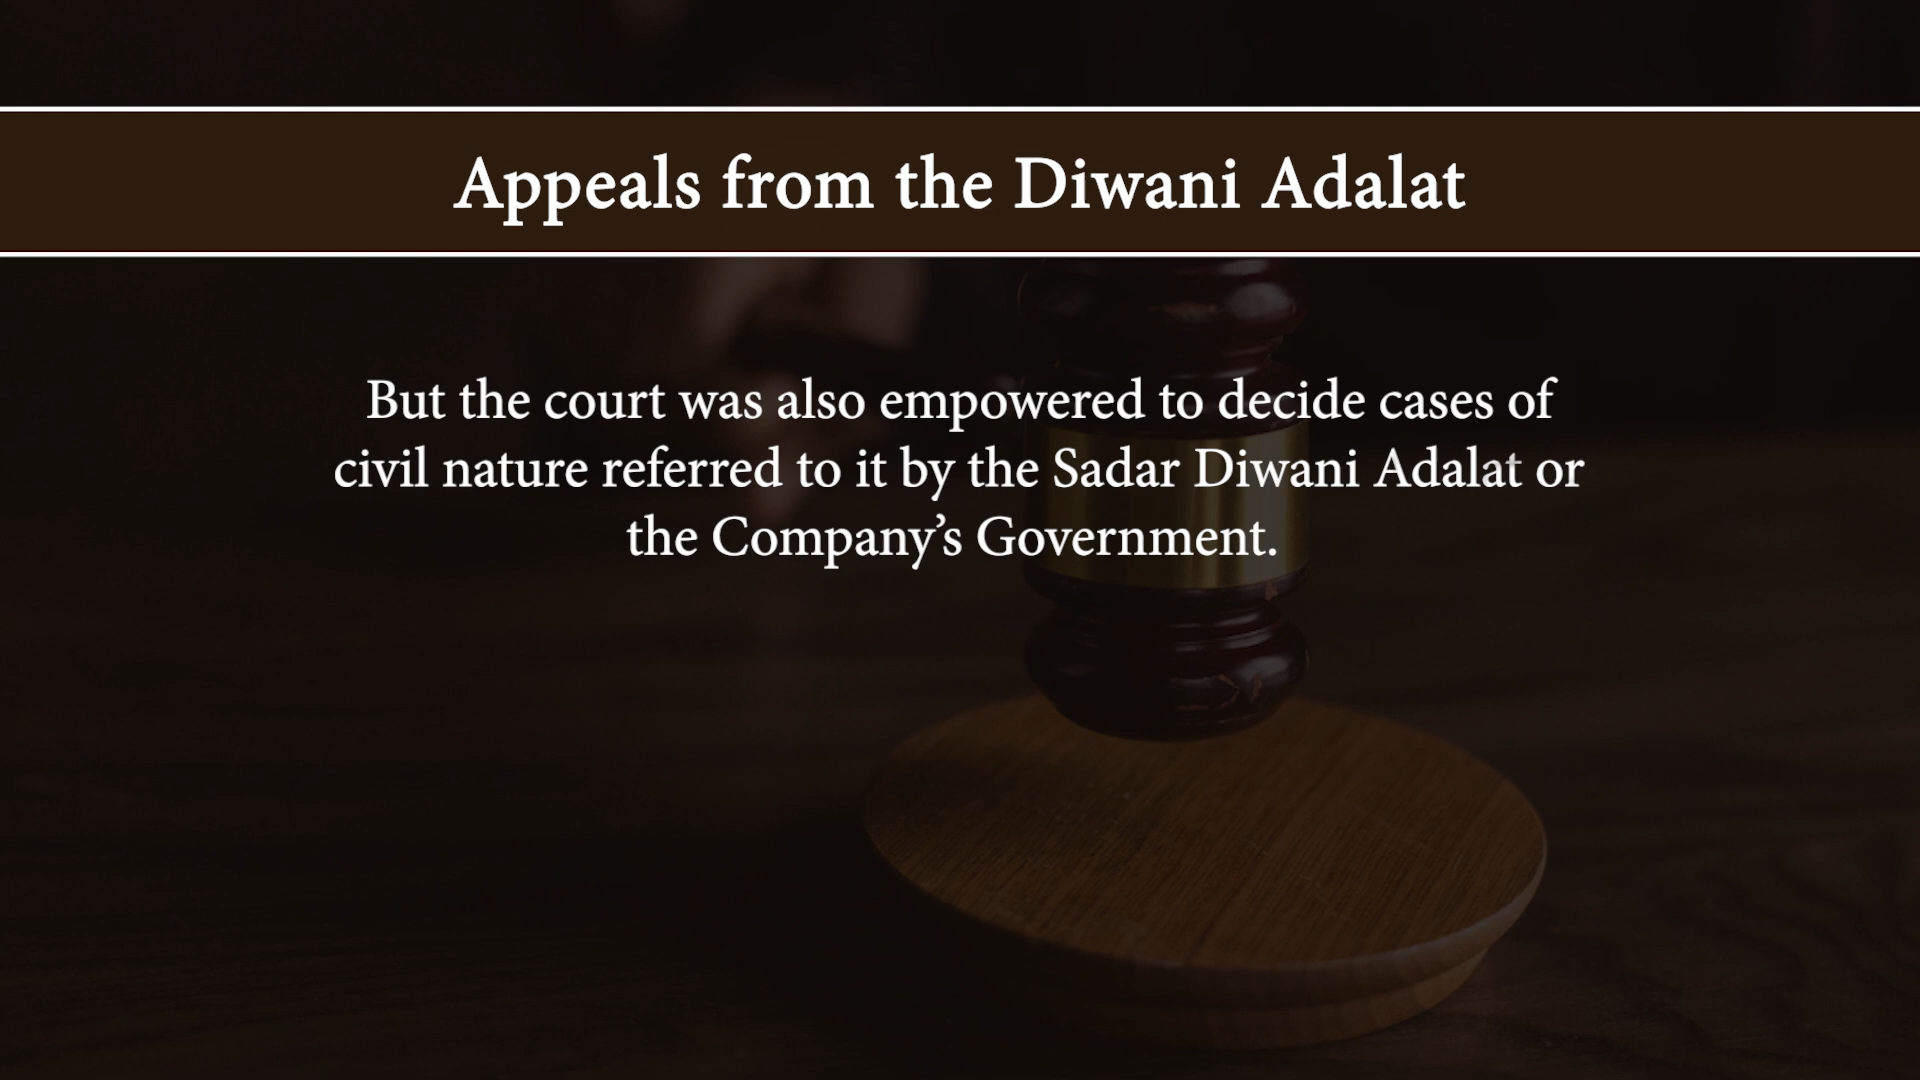 Appeals from the Diwani Adalat
But the court was also empowered to decide cases of
civil nature referred to it by the Sadar Diwani Adalat or
the Company’s Government.